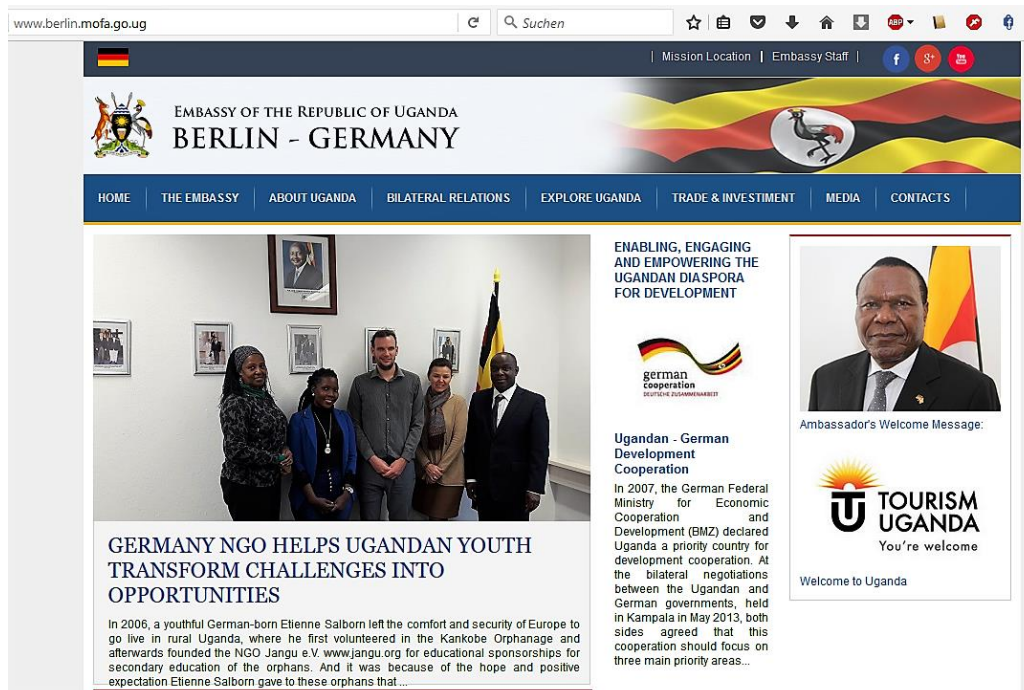 www.berlin.mofa.go.ug
Suchen
ABP
Mission Location | Embassy Staff |
f
8+
You
EMBASSY OF THE REPUBLIC OF UGANDA
BERLIN - GERMANY
HOME
THE EMBASSY
ABOUT UGANDA
BILATERAL RELATIONS
EXPLORE UGANDA
TRADE & INVESTIMENT
MEDIA
CONTACTS
GERMANY NGO HELPS UGANDAN YOUTH
TRANSFORM CHALLENGES INTO
OPPORTUNITIES
In 2006, a youthful German-born Etienne Salborn left the comfort and security of Europe to
go live in rural Uganda, where he first volunteered in the Kankobe Orphanage and
afterwards founded the NGO Jangu e.V. www.jangu.org for educational sponsorships for
secondary education of the orphans. And it was because of the hope and positive
expectation Etienne Salborn gave to these orphans that ...
ENABLING, ENGAGING
AND EMPOWERING THE
UGANDAN DIASPORA
FOR DEVELOPMENT
german
cooperation
DEUTSCHE ZUSAMMENARBEIT
Ugandan - German
Development
Cooperation
In 2007, the German Federal
Ministry for Economic
Cooperation and
Development (BMZ) declared
Uganda a priority country for
development cooperation. At
the bilateral negotiations
between the Ugandan and
German governments, held
in Kampala in May 2013, both
sides agreed that this
cooperation should focus on
three main priority areas...
Ambassador's Welcome Message:
TOURISM
UGANDA
You're welcome
Welcome to Uganda